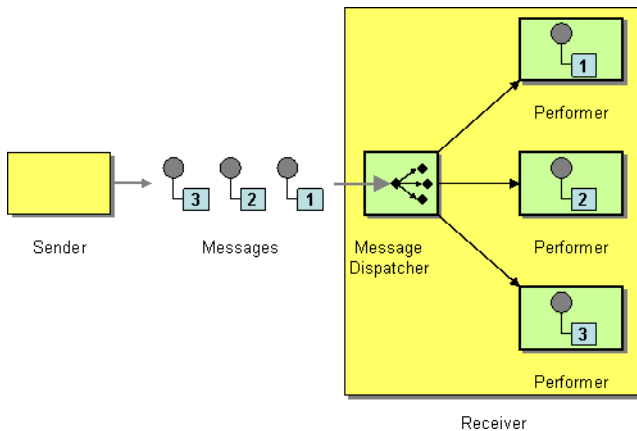 1
Performer
3 2 1
2
Sender
Messages
Message
Dispatcher
Performer
3
Performer
Receiver